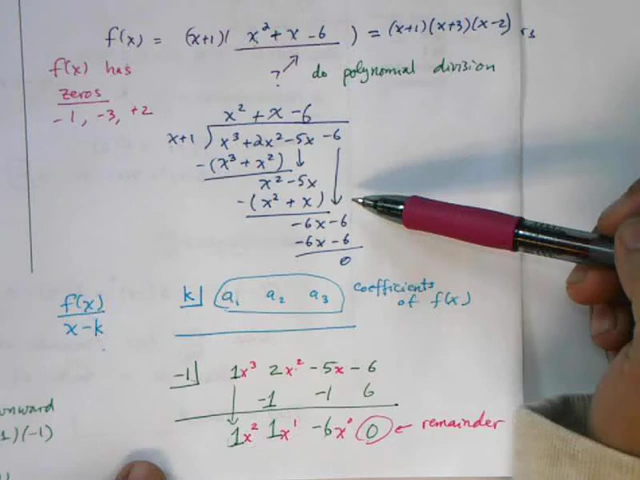 f(x) = (x+1)( x² + x - 6 ) = (x+1)(x+3)(x-2)
? do polynomial division
f(x) has
zeros
-1, -3, +2
x² + x - 6
x+1 ) x³ + 2x² - 5x - 6
-(x³ + x²)
x² - 5x
-(x² + x)
-6x - 6
-6x - 6
0
f(x)
x - k
k| a₁ a₂ a₃ coefficients
of f(x)
-1| 1x³ 2x² -5x -6
-1 -1 6
1x² 1x¹ -6x⁰ 0 ← remainder
1)(-1)